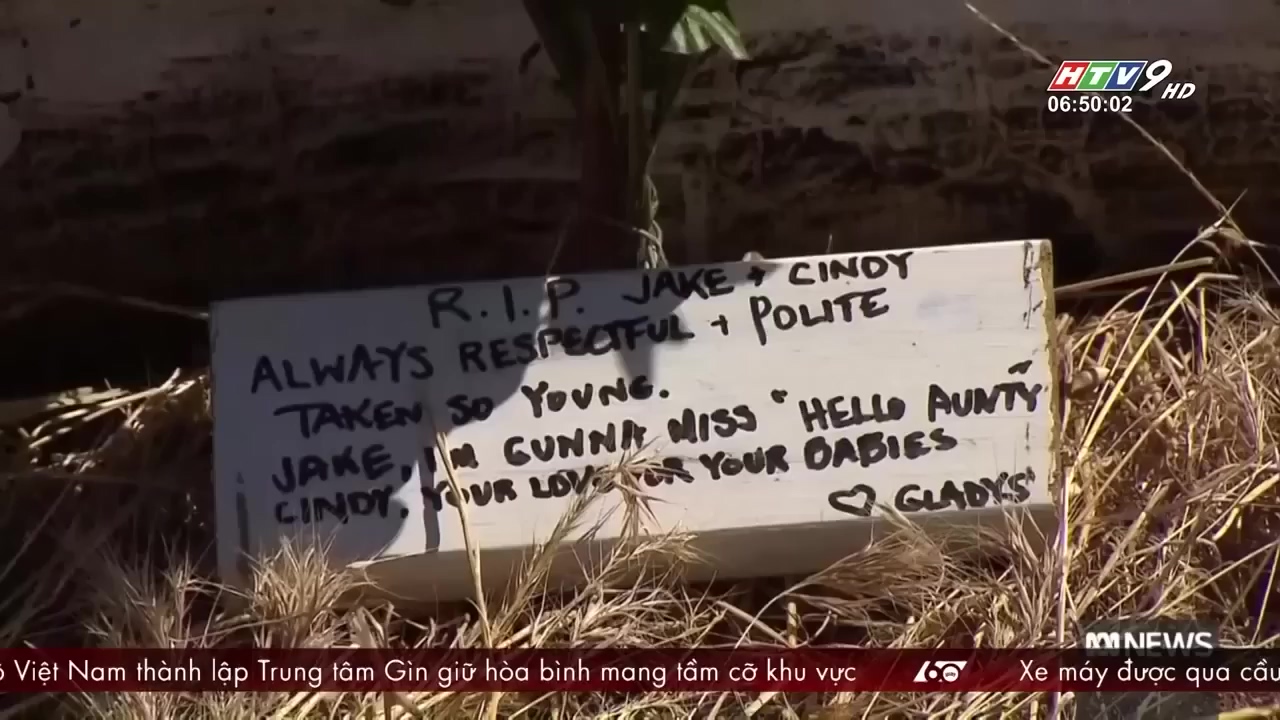 HTV9 HD
06:50:02
R.I.P. JAKE + CINDY
ALWAYS RESPECTFUL + POLITE
TAKEN SO YOUNG.
JAKE, I'M GUNNA MISS "HELLO AUNTY"
CINDY, YOUR LOVE FOR YOUR BABIES
♡ GLADYS
NEWS
Việt Nam thành lập Trung tâm Gìn giữ hòa bình mang tầm cỡ khu vực
60 Xe máy được qua cầu